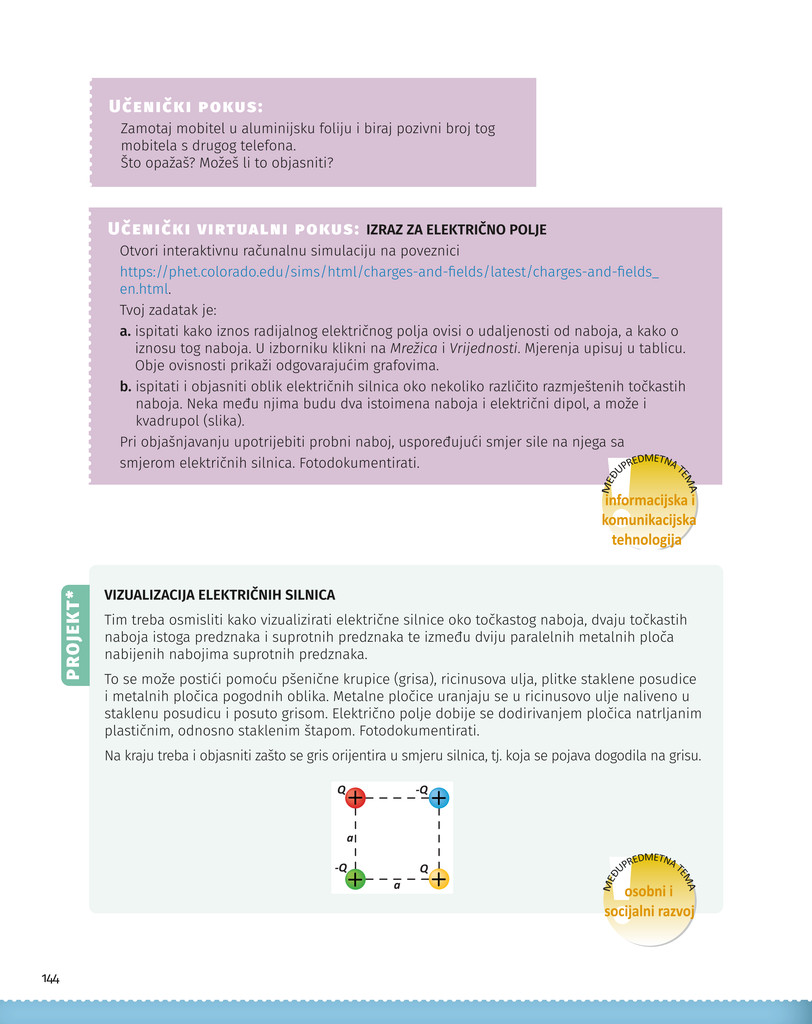 UČENIČKI POKUS:
Zamotaj mobitel u aluminijsku foliju i biraj pozivni broj tog
mobitela s drugog telefona.
Što opažaš? Možeš li to objasniti?
UČENIČKI VIRTUALNI POKUS: IZRAZ ZA ELEKTRIČNO POLJE
Otvori interaktivnu računalnu simulaciju na poveznici
https://phet.colorado.edu/sims/html/charges-and-fields/latest/charges-and-fields_
en.html.
Tvoj zadatak je:
a. ispitati kako iznos radijalnog električnog polja ovisi o udaljenosti od naboja, a kako o
iznosu tog naboja. U izborniku klikni na Mrežica i Vrijednosti. Mjerenja upisuj u tablicu.
Obje ovisnosti prikaži odgovarajućim grafovima.
b. ispitati i objasniti oblik električnih silnica oko nekoliko različito razmještenih točkastih
naboja. Neka među njima budu dva istoimena naboja i električni dipol, a može i
kvadrupol (slika).
Pri objašnjavanju upotrijebiti probni naboj, uspoređujući smjer sile na njega sa
smjerom električnih silnica. Fotodokumentirati.
MEĐUPREDMETNA TEMA
informacijska i
komunikacijska
tehnologija
PROJEKT*
VIZUALIZACIJA ELEKTRIČNIH SILNICA
Tim treba osmisliti kako vizualizirati električne silnice oko točkastog naboja, dvaju točkastih
naboja istoga predznaka i suprotnih predznaka te između dviju paralelnih metalnih ploča
nabijenih nabojima suprotnih predznaka.
To se može postići pomoću pšenične krupice (grisa), ricinusova ulja, plitke staklene posudice
i metalnih pločica pogodnih oblika. Metalne pločice uranjaju se u ricinusovo ulje naliveno u
staklenu posudicu i posuto grisom. Električno polje dobije se dodirivanjem pločica natrljanim
plastičnim, odnosno staklenim štapom. Fotodokumentirati.
Na kraju treba i objasniti zašto se gris orijentira u smjeru silnica, tj. koja se pojava dogodila na grisu.
Q -Q
+ +
a
-Q Q
+ +
a
MEĐUPREDMETNA TEMA
osobni i
socijalni razvoj
144